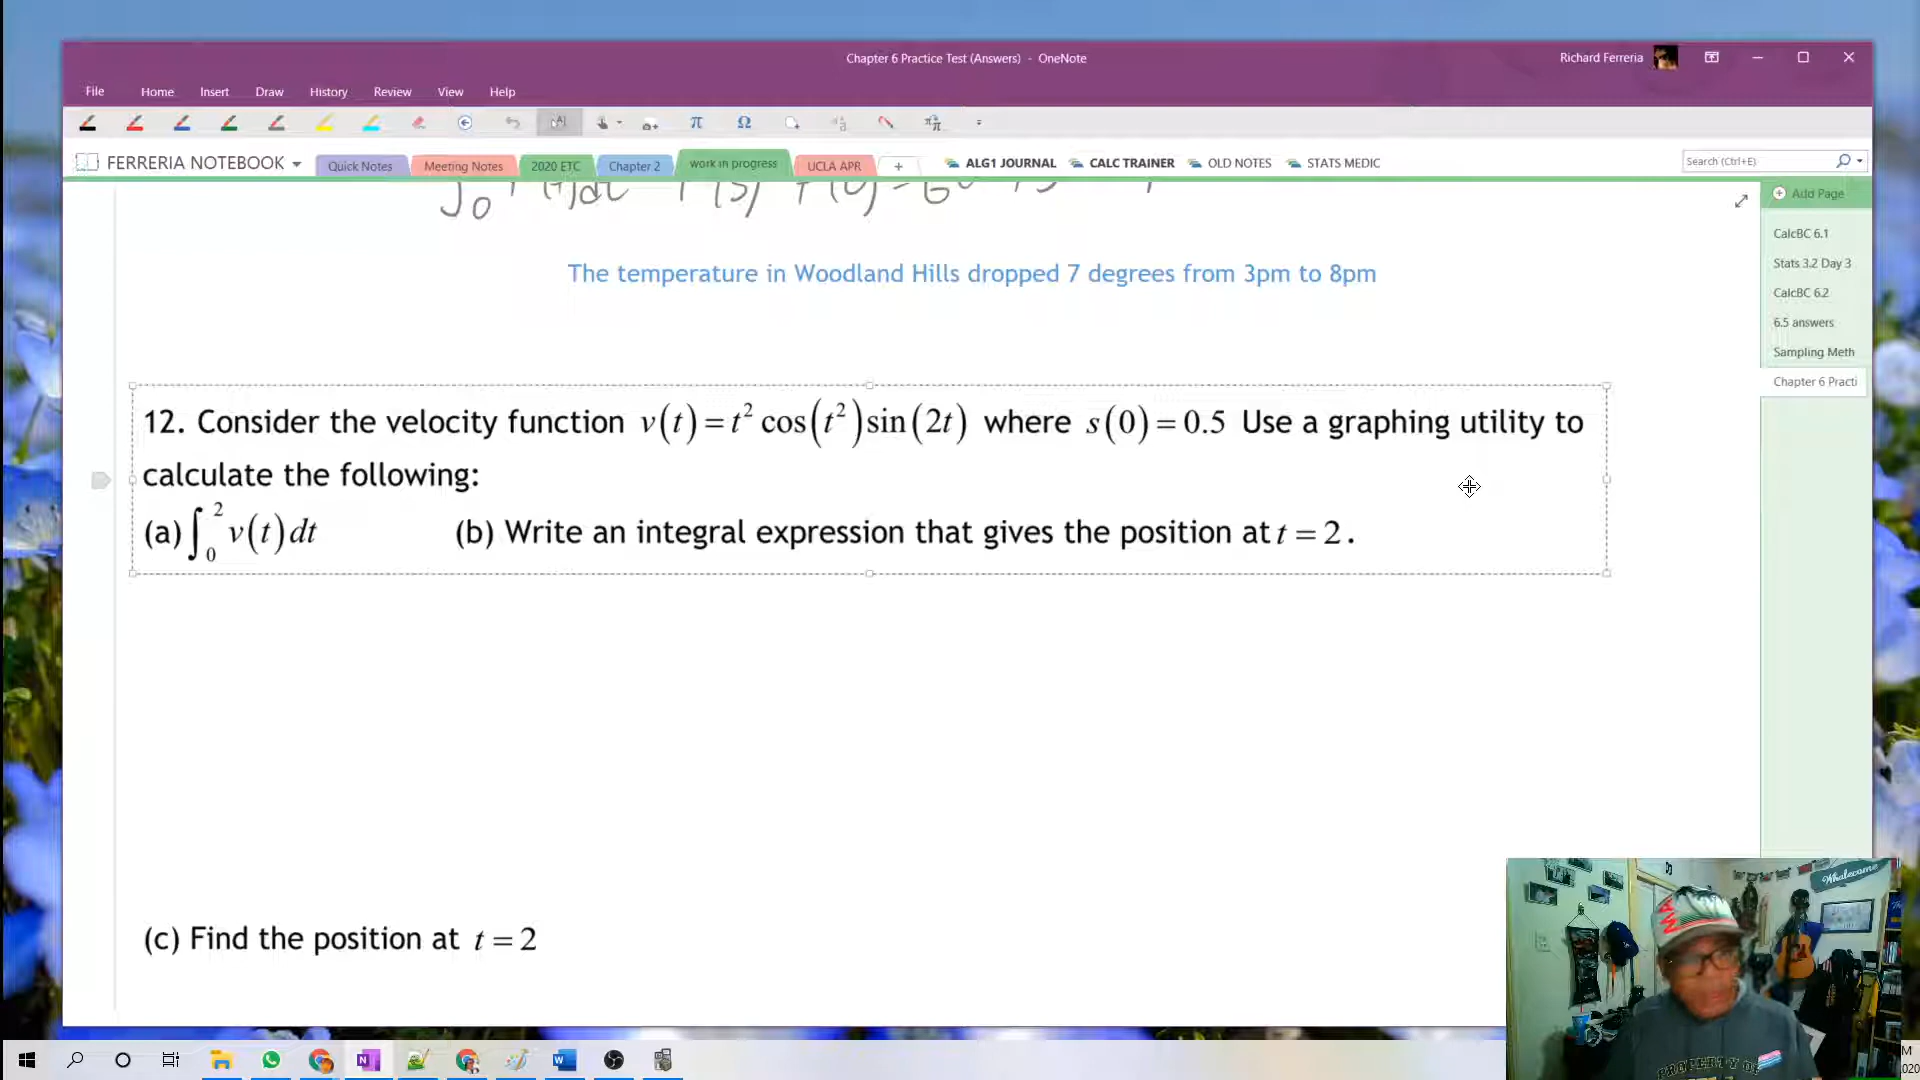 Chapter 6 Practice Test (Answers) - OneNote
Richard Ferreria
File Home Insert Draw History Review View Help
FERRERIA NOTEBOOK
Quick Notes
Meeting Notes
2020 ETC
Chapter 2
work in progress
UCLA APR
ALG1 JOURNAL
CALC TRAINER
OLD NOTES
STATS MEDIC
Search (Ctrl+E)
Add Page
CalcBC 6.1
Stats 3.2 Day 3
CalcBC 6.2
6.5 answers
Sampling Meth
Chapter 6 Practi
The temperature in Woodland Hills dropped 7 degrees from 3pm to 8pm
12. Consider the velocity function v(t) = t² cos(t²) sin(2t) where s(0) = 0.5 Use a graphing utility to
calculate the following:
(a) ∫₀² v(t) dt (b) Write an integral expression that gives the position at t = 2.
(c) Find the position at t = 2
Whalecome
PROPERTY OF